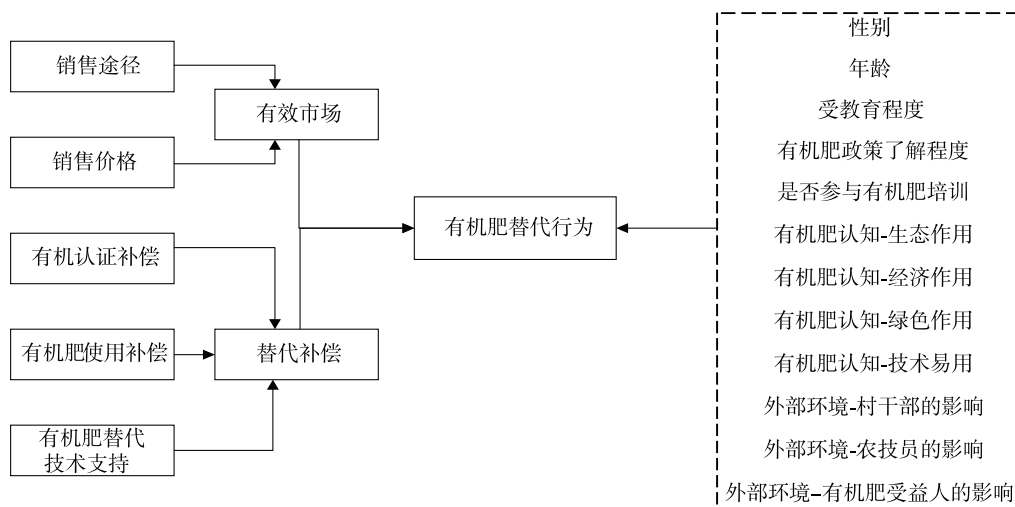 销售途径
有效市场
销售价格
有机认证补偿
有机肥使用补偿
替代补偿
有机肥替代
技术支持
有机肥替代行为
性别
年龄
受教育程度
有机肥政策了解程度
是否参与有机肥培训
有机肥认知-生态作用
有机肥认知-经济作用
有机肥认知-绿色作用
有机肥认知-技术易用
外部环境-村干部的影响
外部环境-农技员的影响
外部环境–有机肥受益人的影响